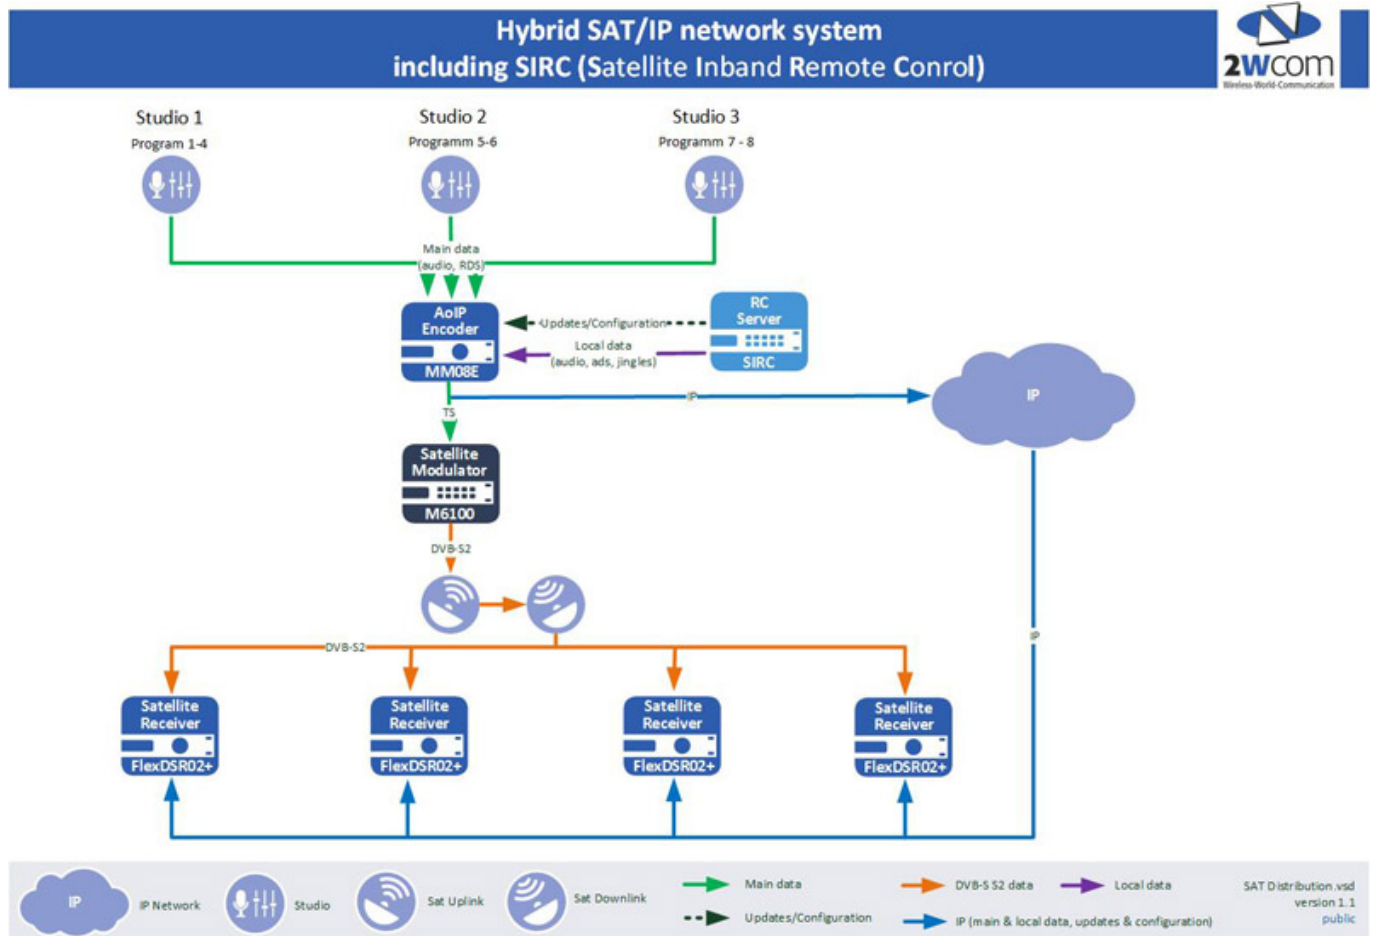 Hybrid SAT/IP network system
including SIRC (Satellite Inband Remote Conrol)
2WCOM
Wireless-World-Communication
Studio 1
Program 1-4
Studio 2
Programm 5-6
Studio 3
Programm 7 - 8
Main data
(audio, RDS)
AoIP
Encoder
MM08E
Updates/Configuration
Local data
(audio, ads, jingles)
RC
Server
SIRC
IP
IP
TS
Satellite
Modulator
M6100
DVB-S2
IP
DVB-S2
Satellite
Receiver
FlexDSR02+
Satellite
Receiver
FlexDSR02+
Satellite
Receiver
FlexDSR02+
Satellite
Receiver
FlexDSR02+
IP
IP Network
Studio
Sat Uplink
Sat Downlink
Main data
Updates/Configuration
DVB-S S2 data
Local data
IP (main & local data, updates & configuration)
SAT Distribution.vsd
version 1.1
public